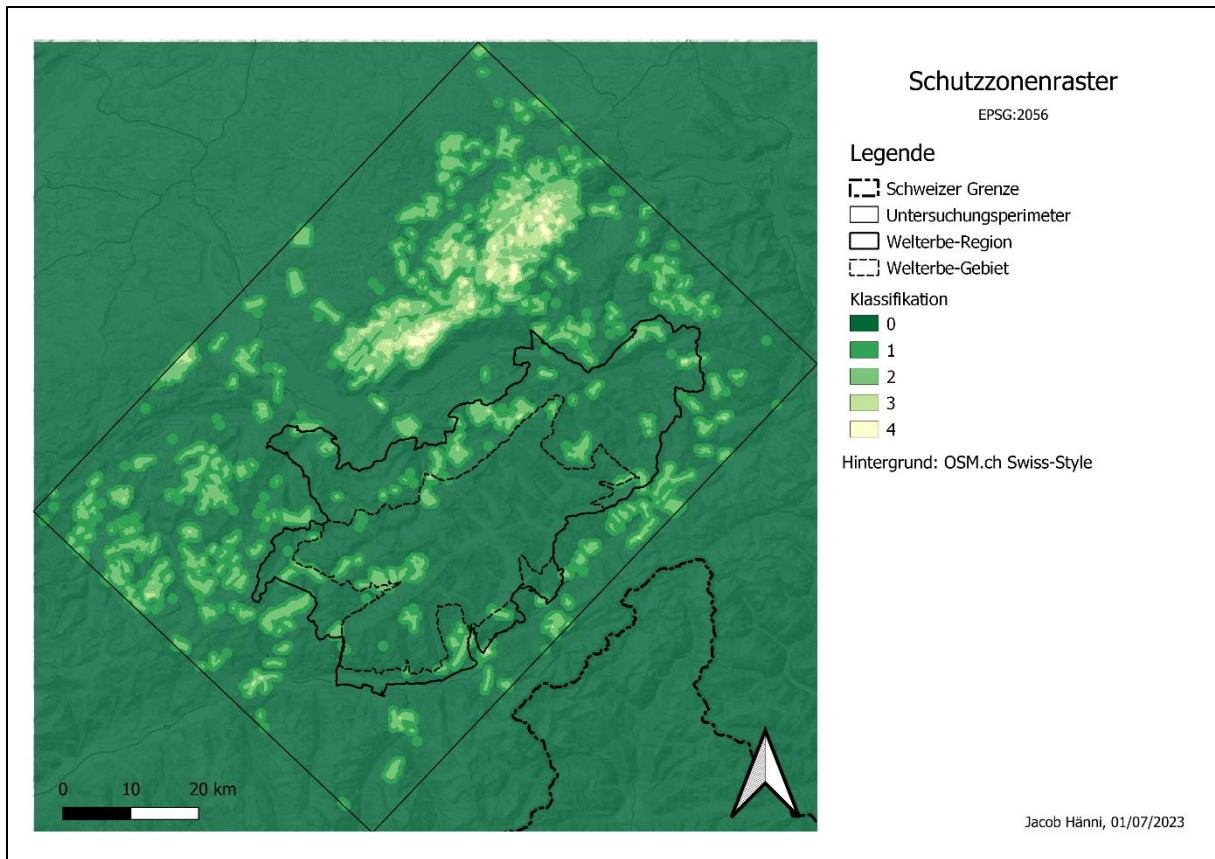 Schutzzonenraster
EPSG:2056
Legende
Schweizer Grenze
Untersuchungsperimeter
Welterbe-Region
Welterbe-Gebiet
Klassifikation
0
1
2
3
4
Hintergrund: OSM.ch Swiss-Style
0 10 20 km
Jacob Hänni, 01/07/2023